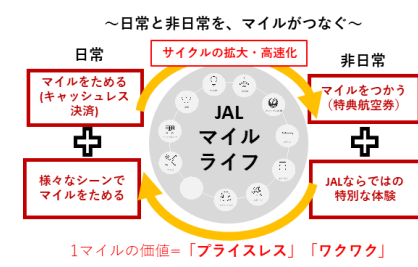 ～日常と非日常を、マイルがつなぐ～
日常
サイクルの拡大・高速化
非日常
マイルをためる
(キャッシュレス
決済)
マイルをつかう
（特典航空券）
JAL
マイル
ライフ
様々なシーンで
マイルをためる
JALならではの
特別な体験
1マイルの価値=「プライスレス」「ワクワク」